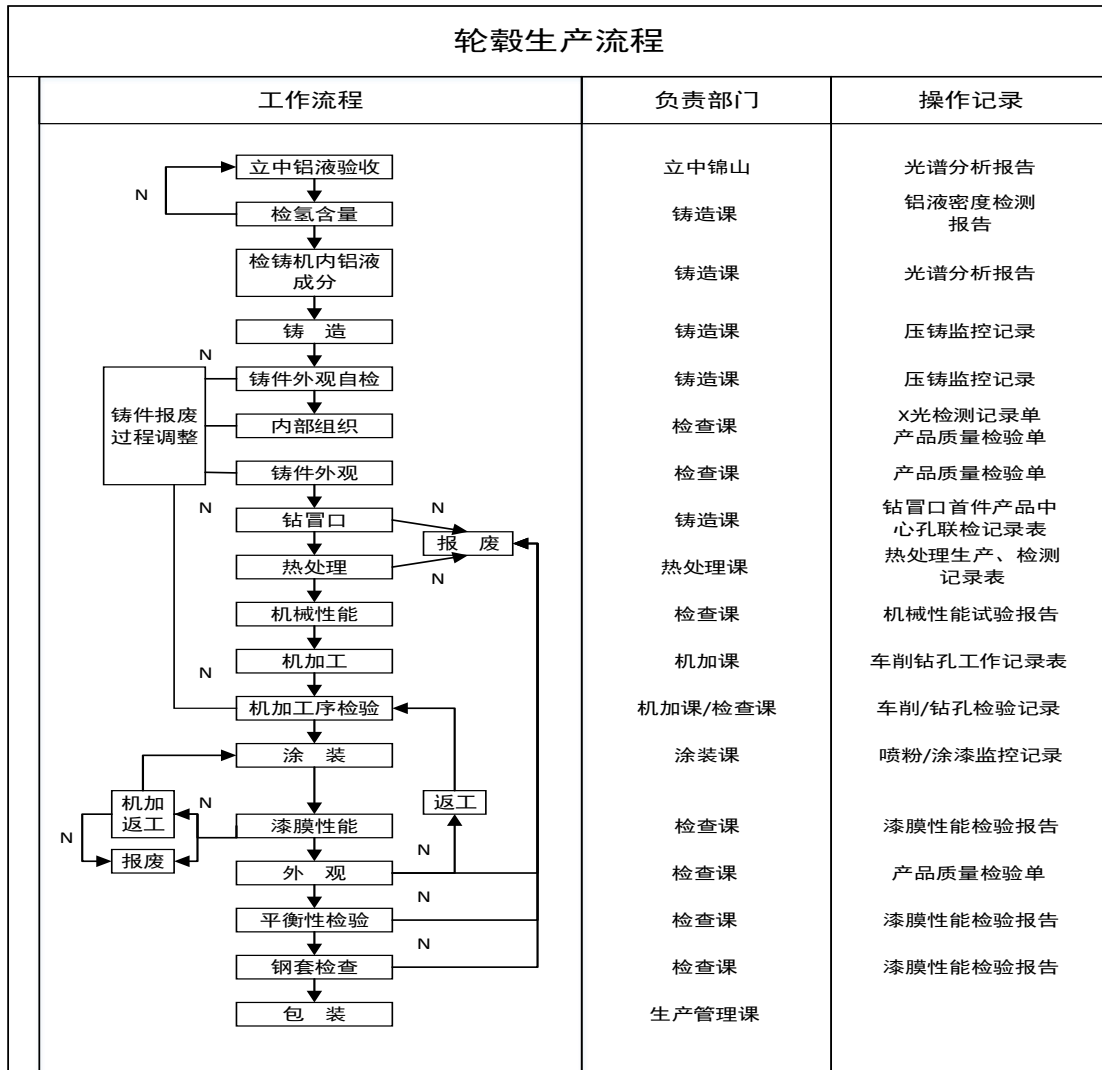 轮毂生产流程
工作流程
负责部门
操作记录
立中铝液验收
立中锦山
光谱分析报告
N
检氢含量
铸造课
铝液密度检测
报告
检铸机内铝液
成分
铸造课
光谱分析报告
铸 造
铸造课
压铸监控记录
N
铸件外观自检
铸造课
压铸监控记录
铸件报废
过程调整
内部组织
检查课
X光检测记录单
产品质量检验单
铸件外观
检查课
产品质量检验单
N
钻冒口
N
铸造课
钻冒口首件产品中
心孔联检记录表
报 废
热处理
N
热处理课
热处理生产、检测
记录表
机械性能
检查课
机械性能试验报告
N
机加工
机加课
车削钻孔工作记录表
机加工序检验
机加课/检查课
车削/钻孔检验记录
涂 装
涂装课
喷粉/涂漆监控记录
机加
返工
N
返工
N
漆膜性能
检查课
漆膜性能检验报告
报废
N
外 观
检查课
产品质量检验单
N
平衡性检验
检查课
漆膜性能检验报告
N
钢套检查
检查课
漆膜性能检验报告
包 装
生产管理课